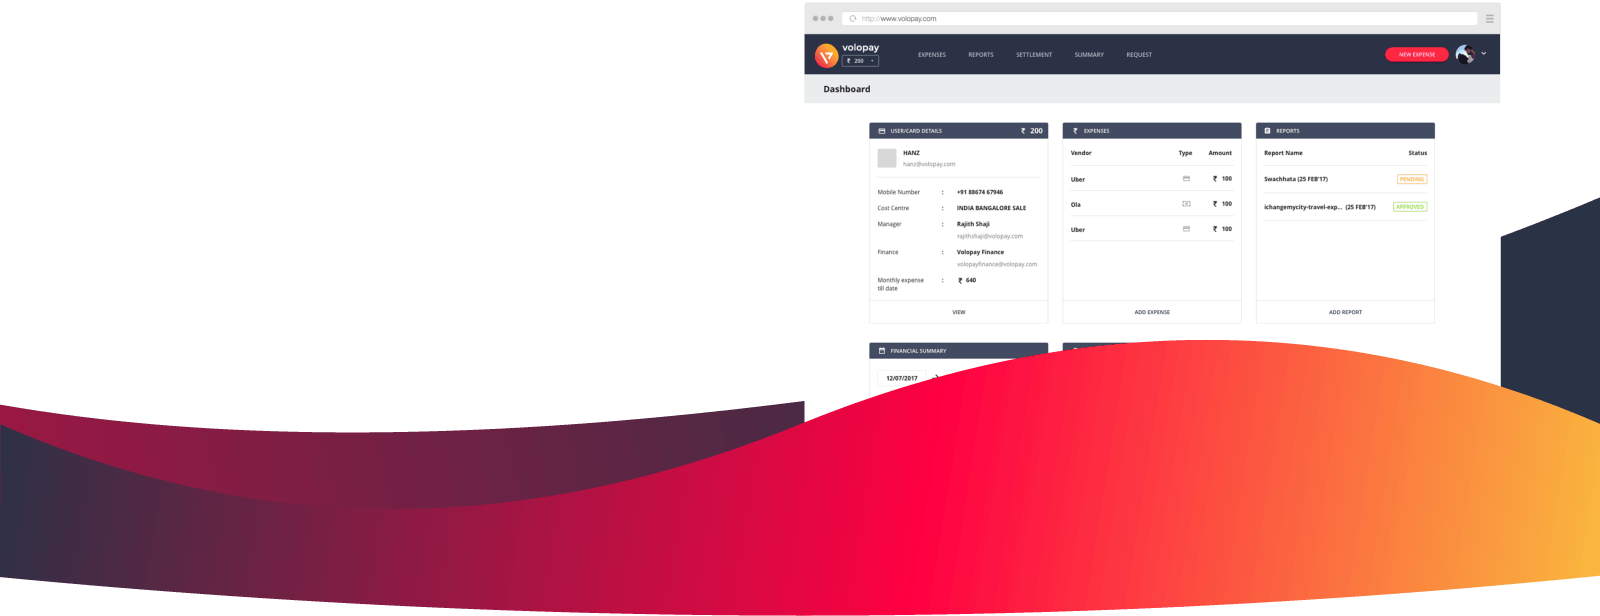 http://www.volopay.com
volopay
₹ 200
EXPENSES REPORTS SETTLEMENT SUMMARY REQUEST
NEW EXPENSE
Dashboard
USER/CARD DETAILS ₹ 200
HANZ
hanz@volopay.com
Mobile Number : +91 88674 67946
Cost Centre : INDIA BANGALORE SALE
Manager : Rajith Shaji
rajithshaji@volopay.com
Finance : Volopay Finance
volopayfinance@volopay.com
Monthly expense : ₹ 640
till date
VIEW
₹ EXPENSES
Vendor Type Amount
Uber ₹ 100
Ola ₹ 100
Uber ₹ 100
ADD EXPENSE
REPORTS
Report Name Status
Swachhata (25 FEB'17) PENDING
ichangemycity-travel-exp... (25 FEB'17) APPROVED
ADD REPORT
FINANCIAL SUMMARY
12/07/2017